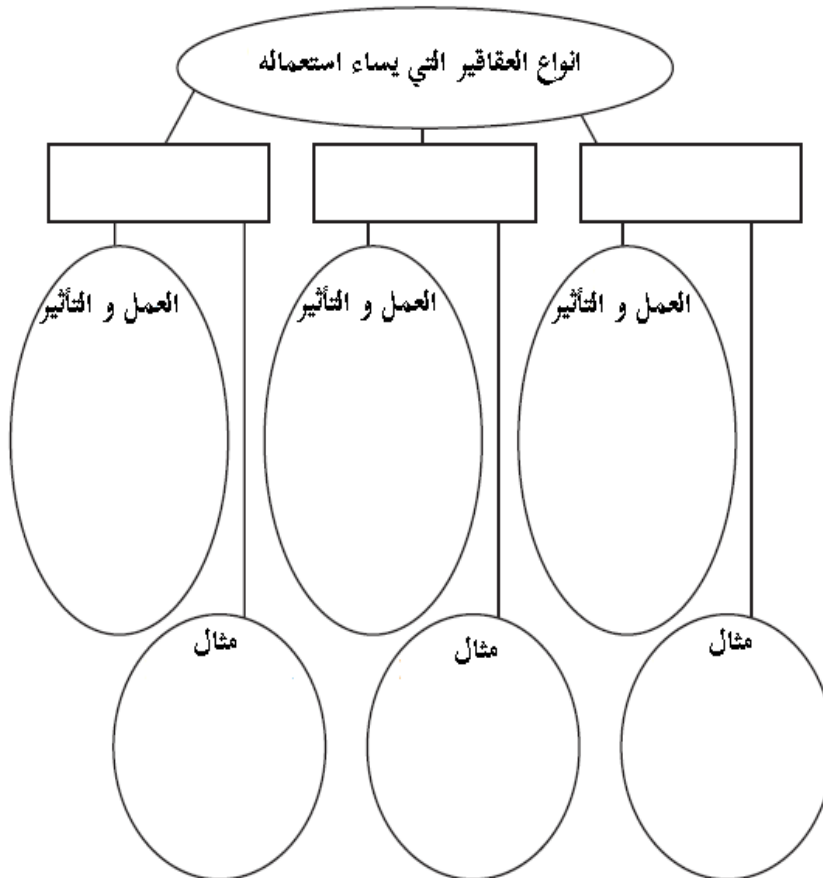 انواع العقاقير التي يساء استعماله
العمل و التأثير
العمل و التأثير
العمل و التأثير
مثال
مثال
مثال